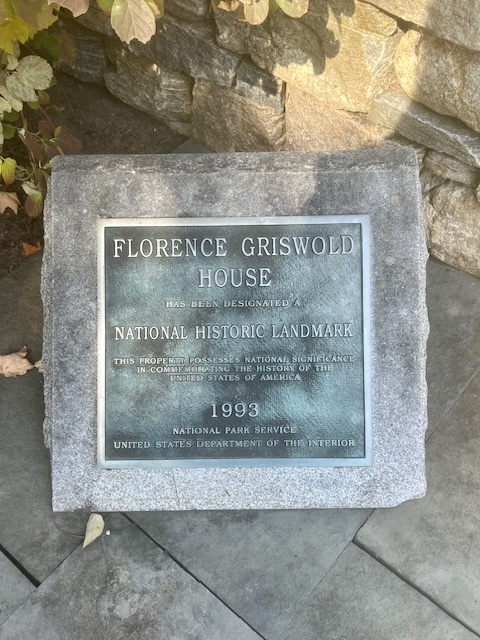 FLORENCE GRISWOLD
HOUSE
HAS BEEN DESIGNATED A
NATIONAL HISTORIC LANDMARK
THIS PROPERTY POSSESSES NATIONAL SIGNIFICANCE
IN COMMEMORATING THE HISTORY OF THE
UNITED STATES OF AMERICA
1993
NATIONAL PARK SERVICE
UNITED STATES DEPARTMENT OF THE INTERIOR